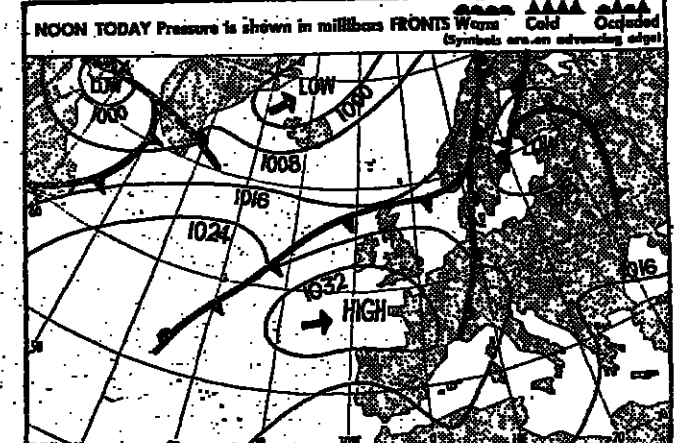 NOON TODAY Pressure is shown in millibars FRONTS Warm Cold Occluded
(Symbols are on advancing edge)
LOW
1000
LOW
1000
1008
1016
LOW
1024
1016
1032
HIGH